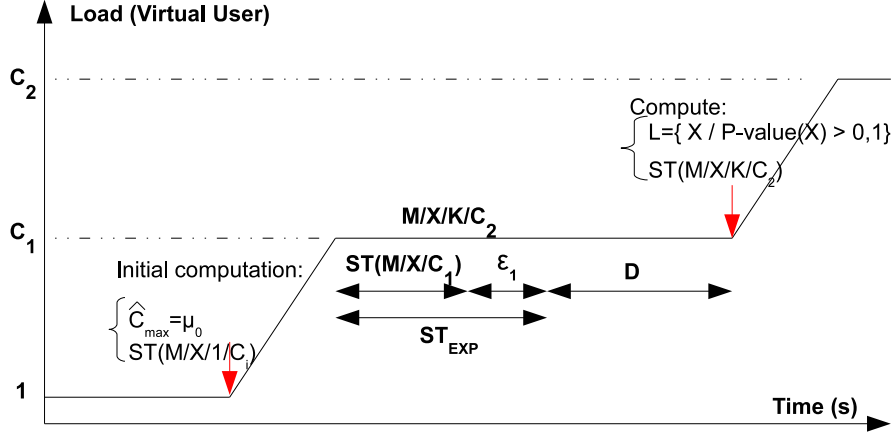 Load (Virtual User)
C2
Compute:
L={ X / P-value(X) > 0,1}
ST(M/X/K/C2)
M/X/K/C2
C1
ST(M/X/C1)
ε1
D
Initial computation:
Ĉmax=μ0
ST(M/X/1/Ci)
STEXP
1
Time (s)